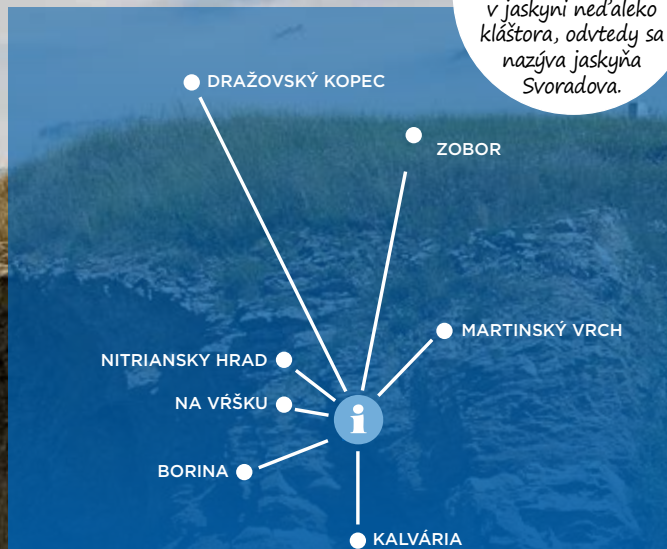 v jaskyni neďaleko
kláštora, odvtedy sa
nazýva jaskyňa
Svoradova.
DRAŽOVSKÝ KOPEC
ZOBOR
MARTINSKÝ VRCH
NITRIANSKY HRAD
NA VŔŠKU
i
BORINA
KALVÁRIA